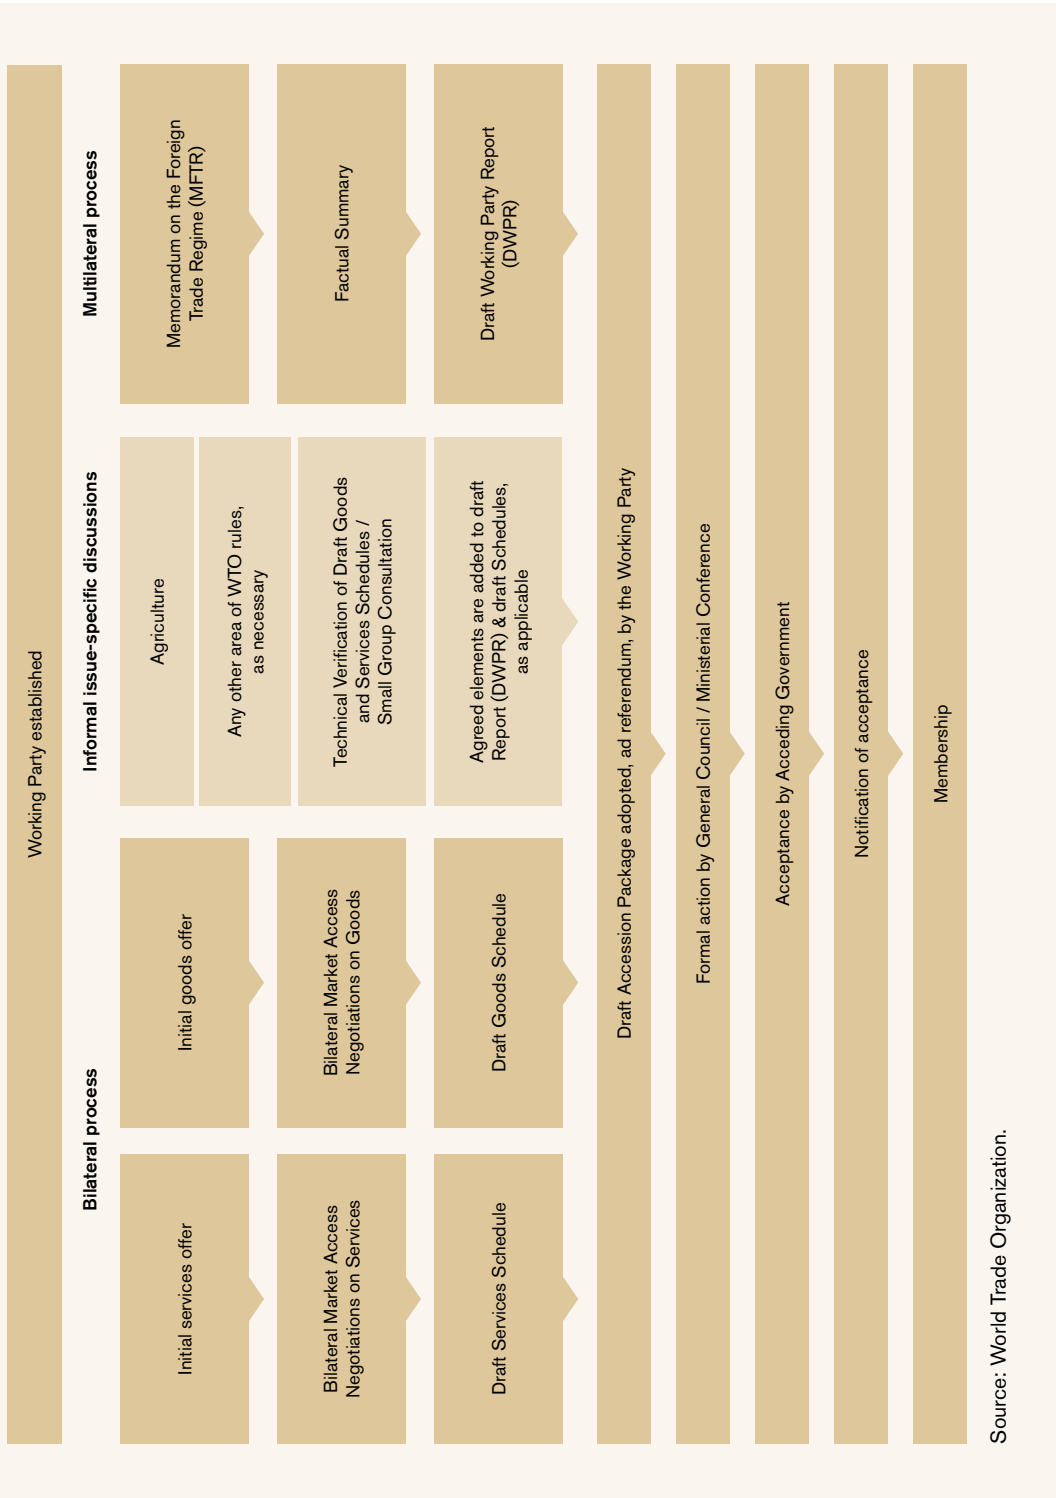 Working Party established
Bilateral process
Informal issue-specific discussions
Multilateral process
Initial services offer
Initial goods offer
Agriculture
Any other area of WTO rules,
as necessary
Memorandum on the Foreign
Trade Regime (MFTR)
Bilateral Market Access
Negotiations on Services
Bilateral Market Access
Negotiations on Goods
Technical Verification of Draft Goods
and Services Schedules /
Small Group Consultation
Factual Summary
Draft Services Schedule
Draft Goods Schedule
Agreed elements are added to draft
Report (DWPR) & draft Schedules,
as applicable
Draft Working Party Report
(DWPR)
Draft Accession Package adopted, ad referendum, by the Working Party
Formal action by General Council / Ministerial Conference
Acceptance by Acceding Government
Notification of acceptance
Membership
Source: World Trade Organization.